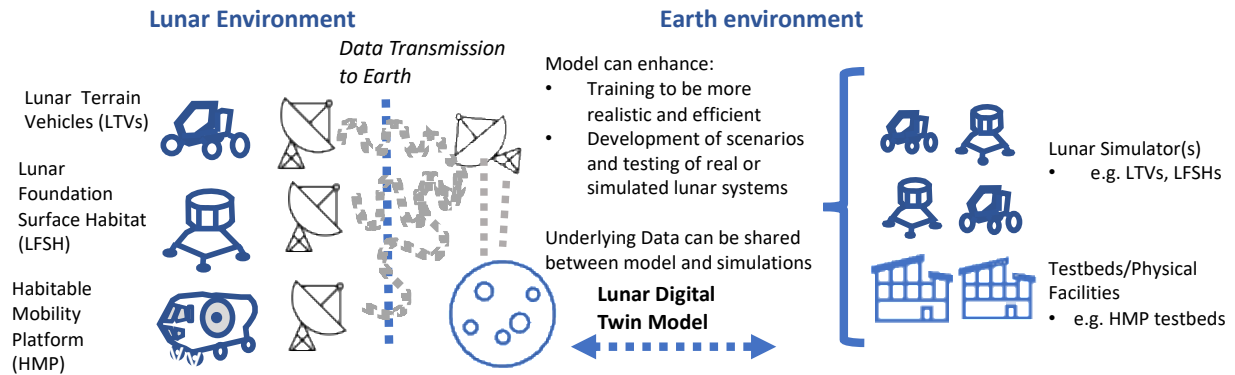 Lunar Environment
Earth environment
Data Transmission
to Earth
Lunar Terrain
Vehicles (LTVs)
Lunar
Foundation
Surface Habitat
(LFSH)
Habitable
Mobility
Platform
(HMP)
Model can enhance:
• Training to be more
realistic and efficient
• Development of scenarios
and testing of real or
simulated lunar systems
Underlying Data can be shared
between model and simulations
Lunar Digital
Twin Model
Lunar Simulator(s)
• e.g. LTVs, LFSHs
Testbeds/Physical
Facilities
• e.g. HMP testbeds